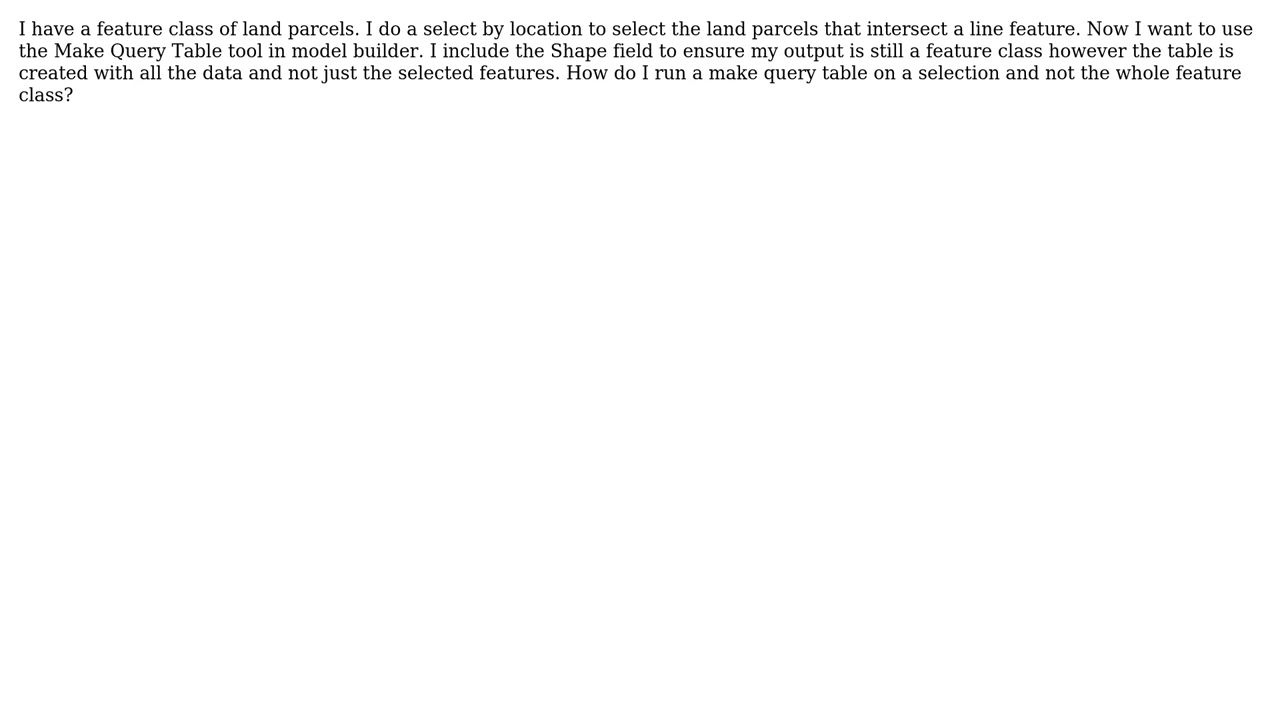 I have a feature class of land parcels. I do a select by location to select the land parcels that intersect a line feature. Now I want to use
the Make Query Table tool in model builder. I include the Shape field to ensure my output is still a feature class however the table is
created with all the data and not just the selected features. How do I run a make query table on a selection and not the whole feature
class?